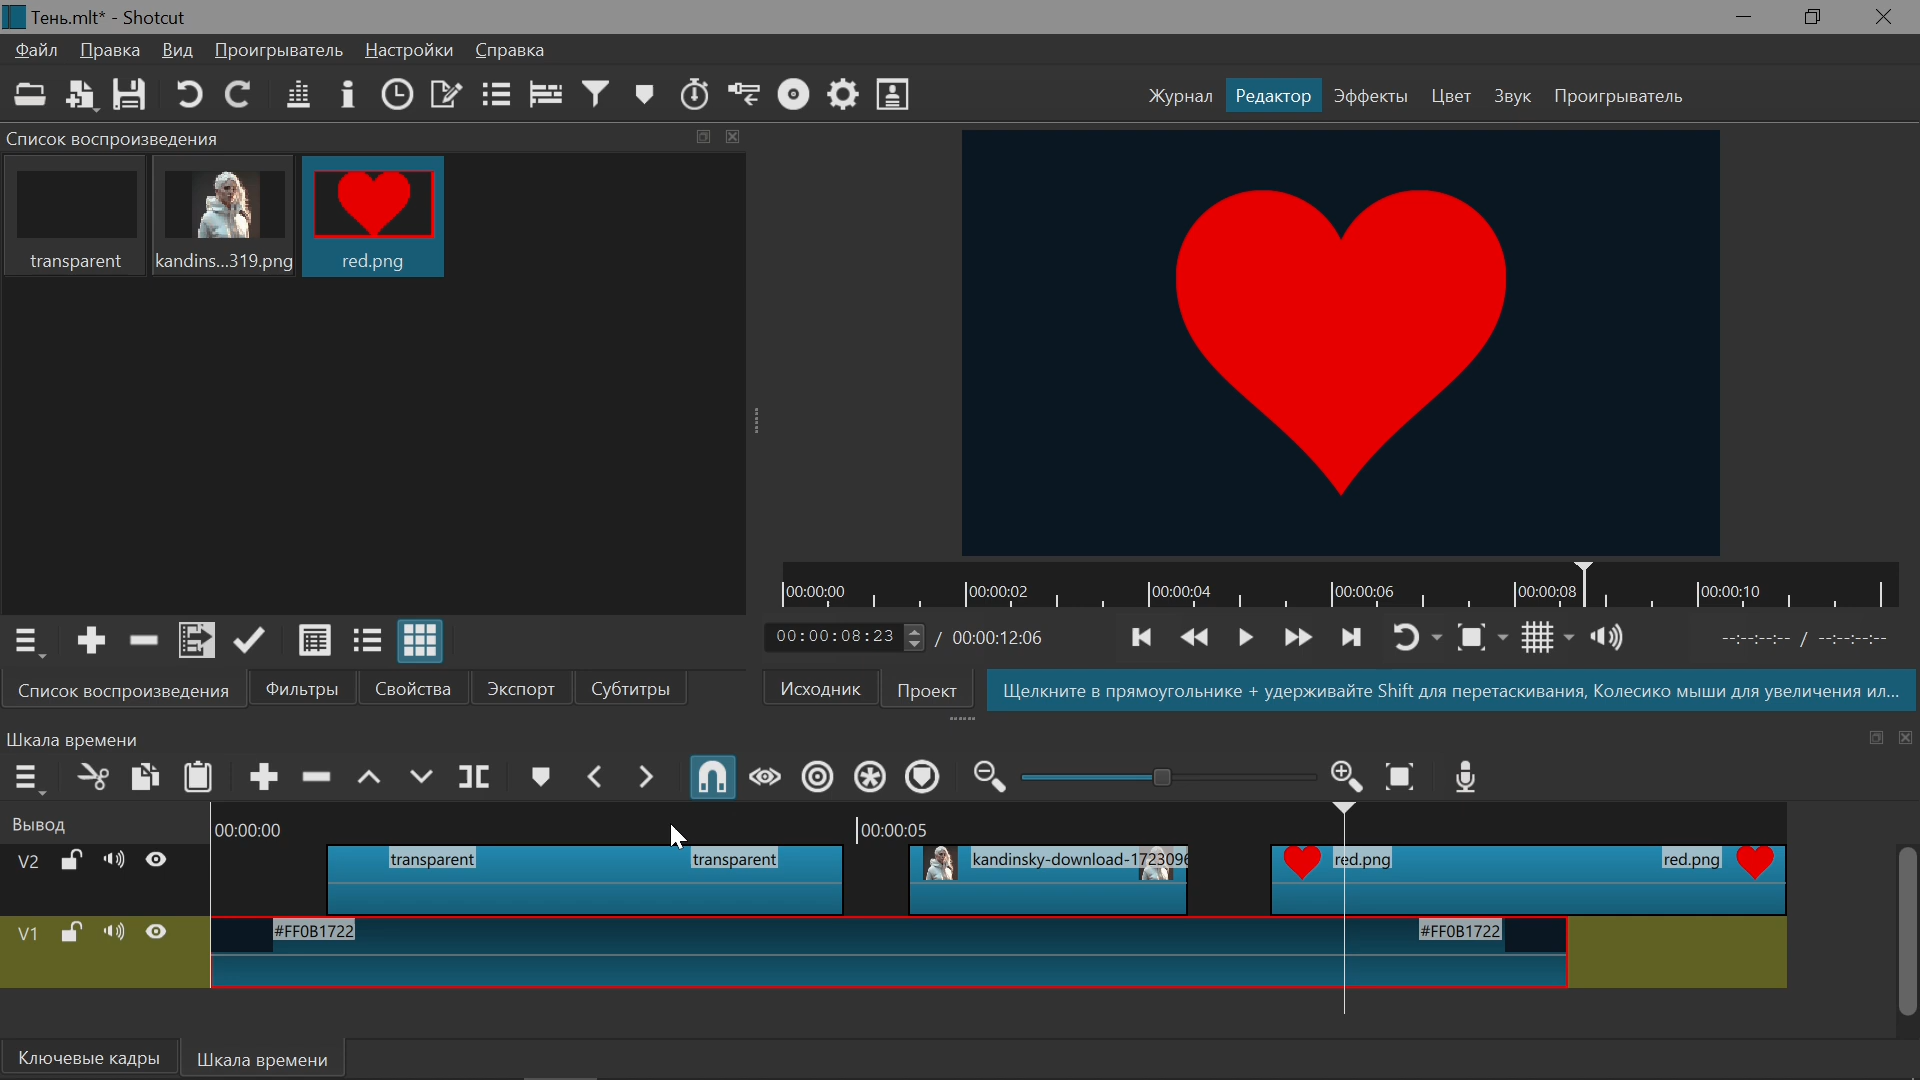 Тень.mlt* - Shotcut
Файл Правка Вид Проигрыватель Настройки Справка
Журнал Редактор Эффекты Цвет Звук Проигрыватель
Список воспроизведения
transparent kandins...319.png red.png
00:00:00 00:00:02 00:00:04 00:00:06 00:00:08 00:00:10
00:00:08:23 / 00:00:12:06 --:--:--:-- / --:--:--:--
Список воспроизведения Фильтры Свойства Экспорт Субтитры Исходник Проект Щелкните в прямоугольнике + удерживайте Shift для перетаскивания, Колесико мыши для увеличения ил...
Шкала времени
Вывод 00:00:00 00:00:05
V2 transparent transparent kandinsky-download-1723096 red.png red.png
V1 #FF0B1722 #FF0B1722
Ключевые кадры Шкала времени